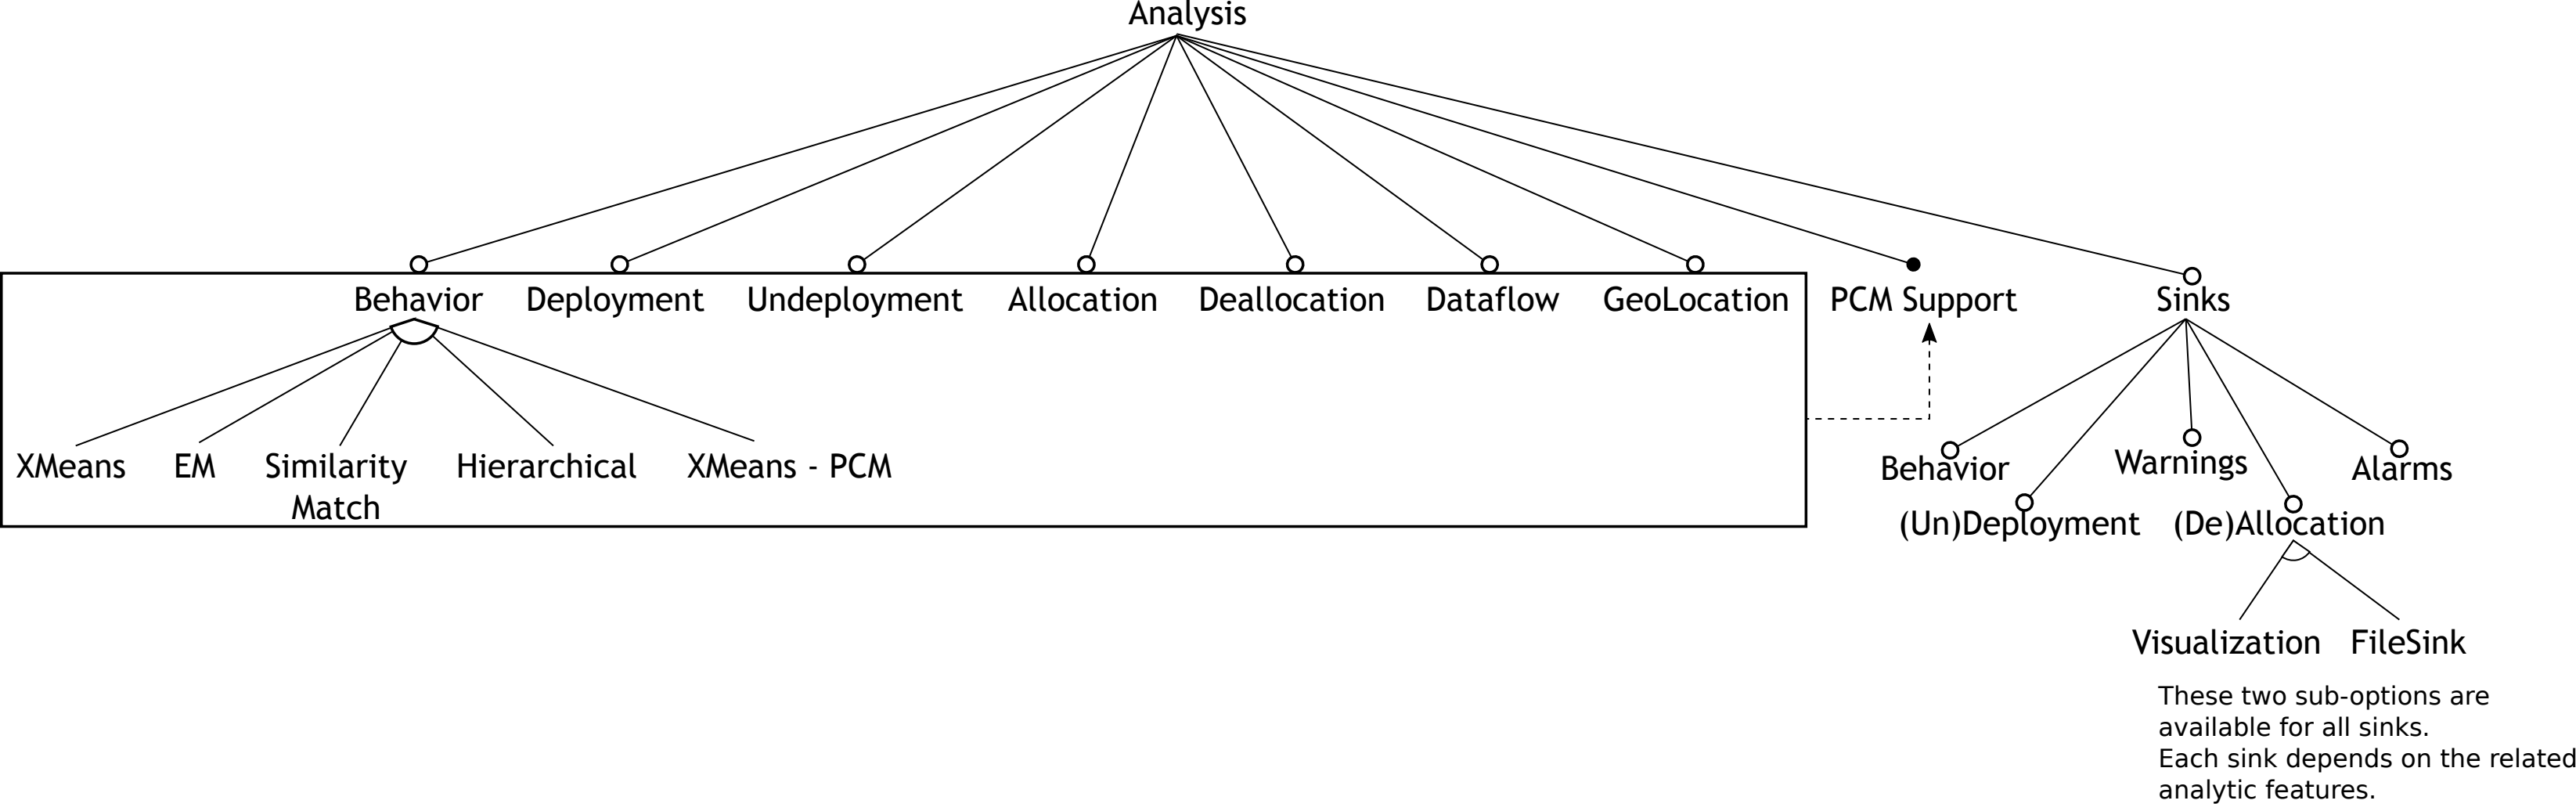 Analysis
Behavior Deployment Undeployment Allocation Deallocation Dataflow GeoLocation PCM Support Sinks
XMeans EM Similarity Match Hierarchical XMeans - PCM
Behavior Warnings Alarms
(Un)Deployment (De)Allocation
Visualization FileSink
These two sub-options are
available for all sinks.
Each sink depends on the related
analytic features.